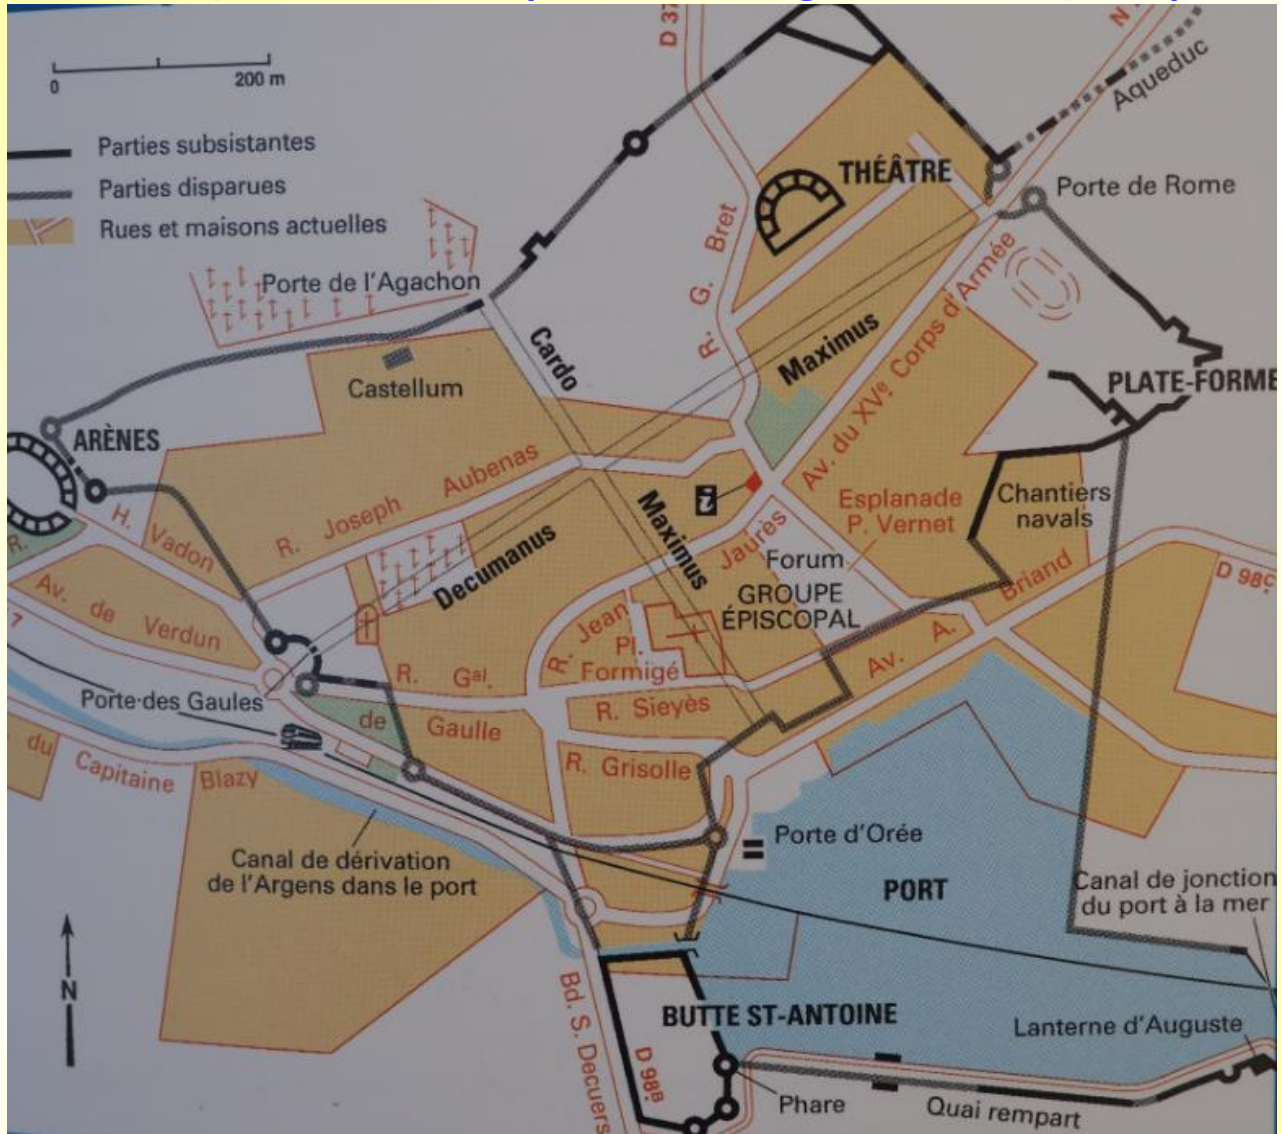 D 37
N
Aqueduc
0
200 m
Parties subsistantes
Parties disparues
Rues et maisons actuelles
THÉÂTRE
Porte de Rome
R. G. Bret
Porte de l'Agachon
Cardo
Maximus
Castellum
Maximus
Av. du XVe Corps d'Armée
PLATE-FORME
ARÈNES
R. Joseph Aubenas
H. Vadon
R.
i
Esplanade
P. Vernet
Chantiers
navals
Decumanus
Jaurès
Forum
GROUPE
ÉPISCOPAL
R. Jean
Pl.
Formigé
Av. A. Briand
D 98C.
Av. de Verdun
7
Porte des Gaules
R. Gal. de Gaulle
R. Sieyès
R. Grisolle
du Capitaine Blazy
Porte d'Orée
Canal de dérivation
de l'Argens dans le port
PORT
Canal de jonction
du port à la mer
N
Bd. S. Decuers
D 98B.
BUTTE ST-ANTOINE
Lanterne d'Auguste
Phare
Quai rempart